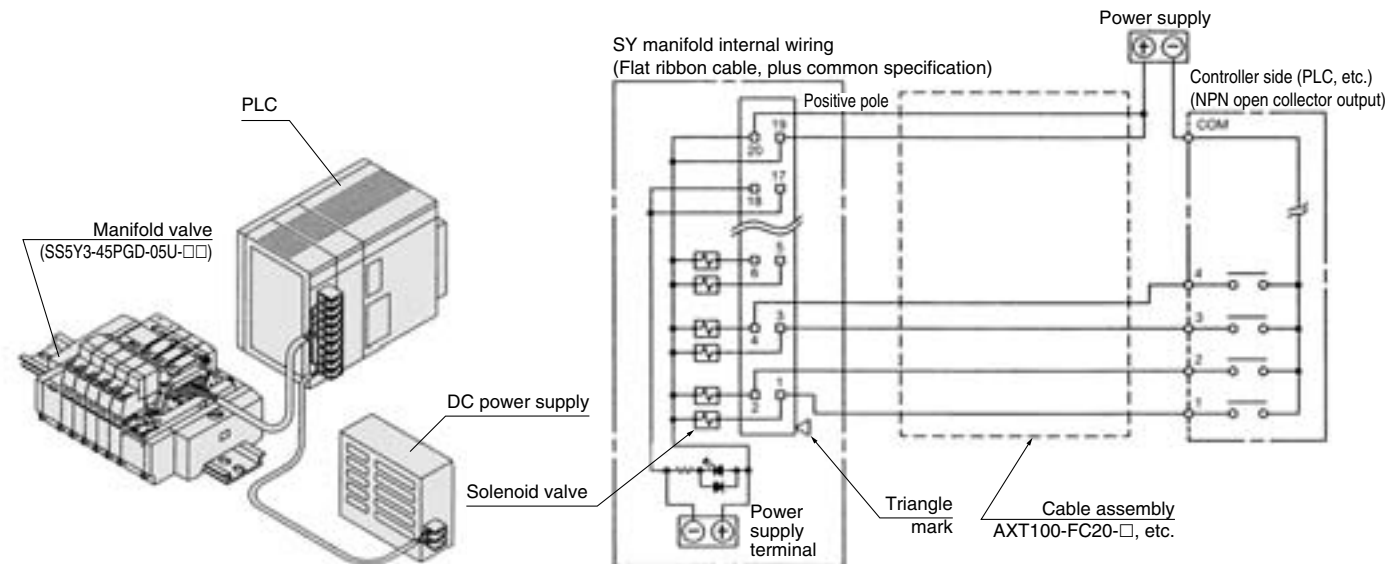 PLC
Manifold valve
(SS5Y3-45PGD-05U-□□)
DC power supply
Solenoid valve
SY manifold internal wiring
(Flat ribbon cable, plus common specification)
Positive pole
Power supply
+ −
Controller side (PLC, etc.)
(NPN open collector output)
COM
19
20
17
18
5
6
3
4
1
2
4
3
2
1
− +
Power
supply
terminal
Triangle
mark
Cable assembly
AXT100-FC20-□, etc.